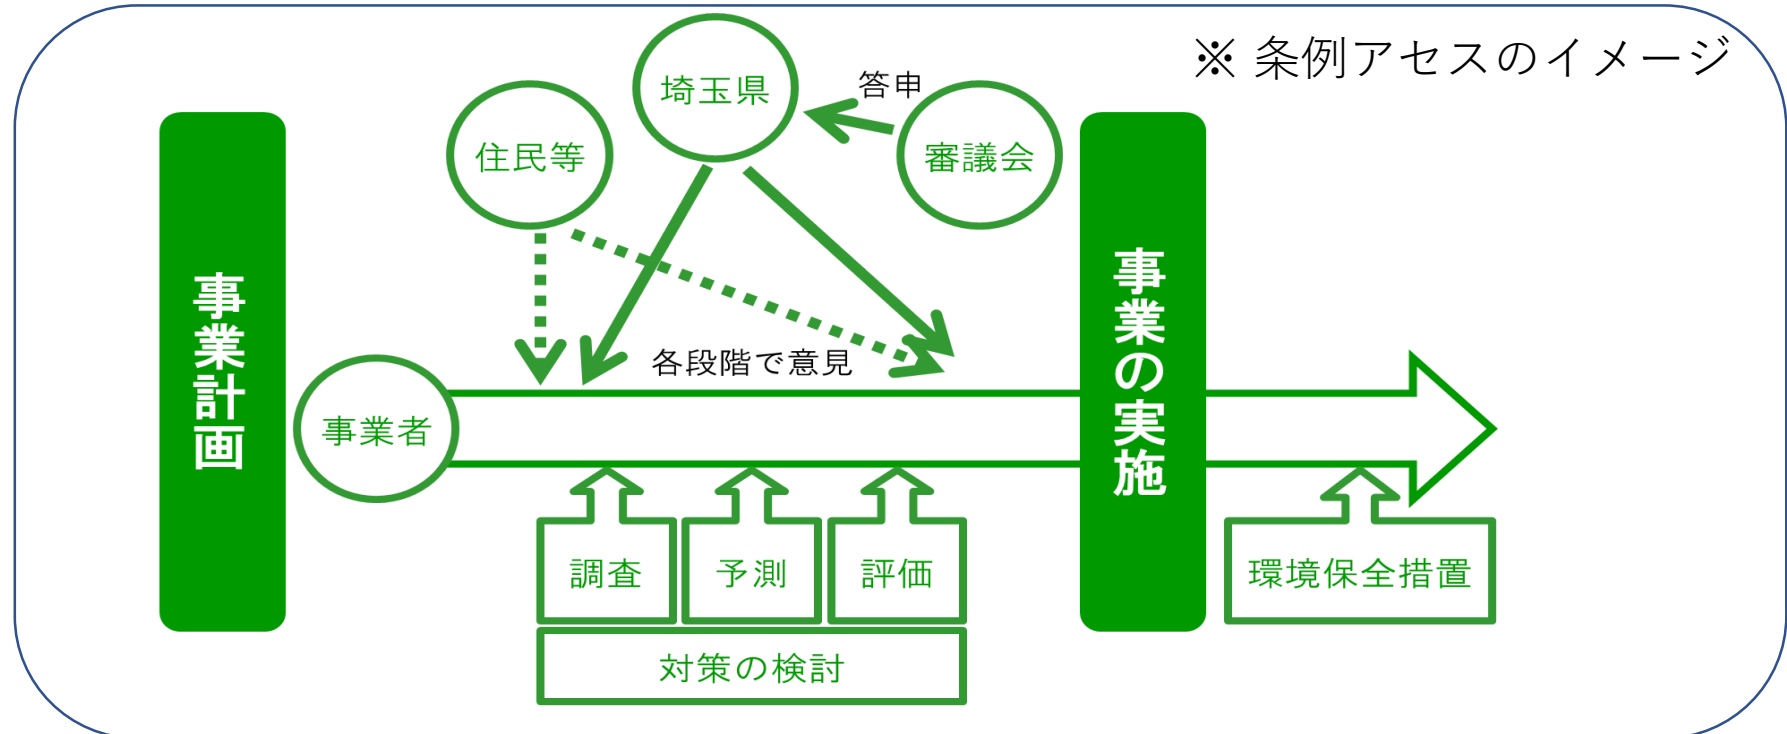 ※ 条例アセスのイメージ
埼玉県
答申
住民等
審議会
事業計画
事業の実施
各段階で意見
事業者
調査
予測
評価
環境保全措置
対策の検討